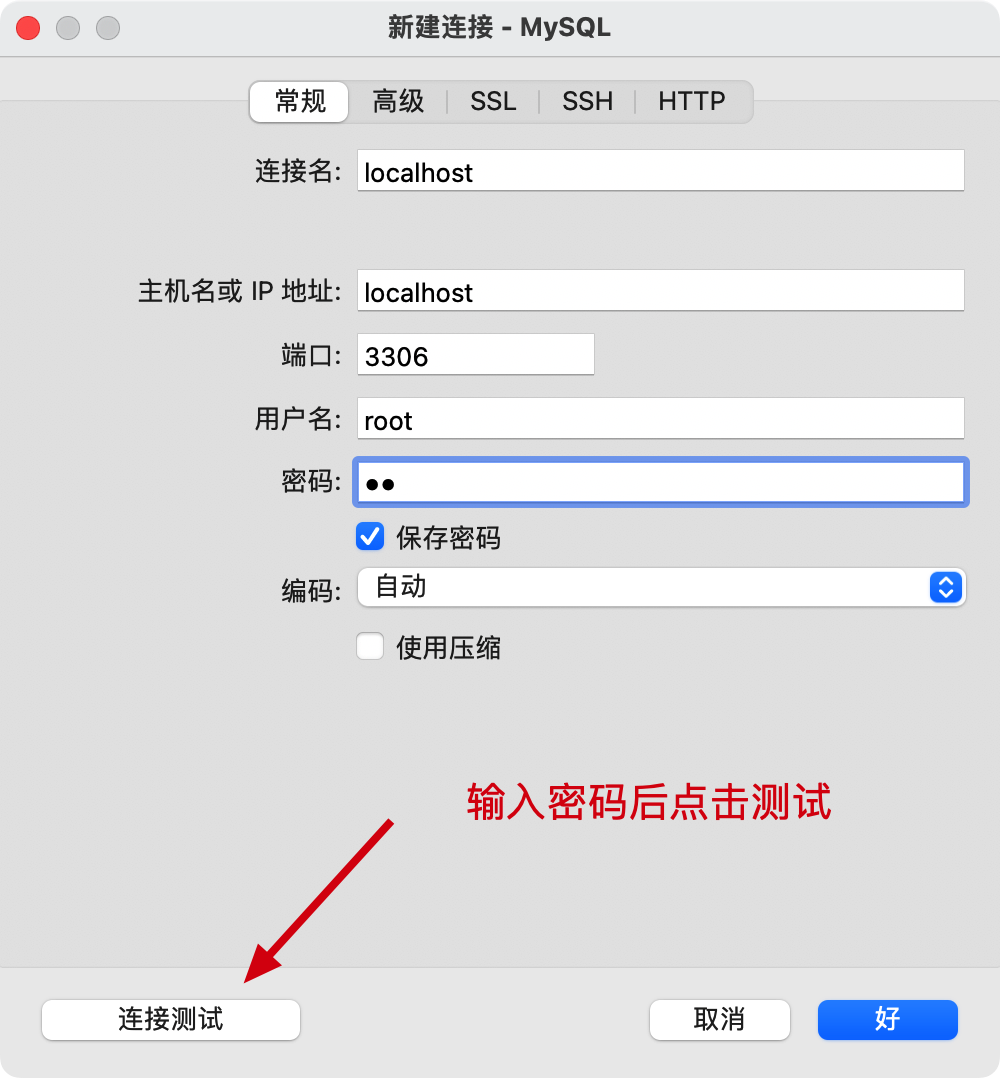 新建连接 - MySQL
常规 高级 SSL SSH HTTP
连接名: localhost
主机名或 IP 地址: localhost
端口: 3306
用户名: root
密码: ●●
保存密码
编码: 自动
使用压缩
输入密码后点击测试
连接测试 取消 好